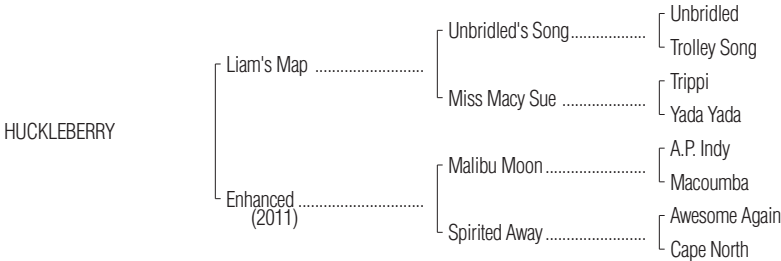 Unbridled
Unbridled's Song..................
Trolley Song
Liam's Map ..........................
Trippi
Miss Macy Sue ....................
Yada Yada
HUCKLEBERRY
A.P. Indy
Malibu Moon........................
Macoumba
Enhanced..............................
(2011)
Awesome Again
Spirited Away........................
Cape North